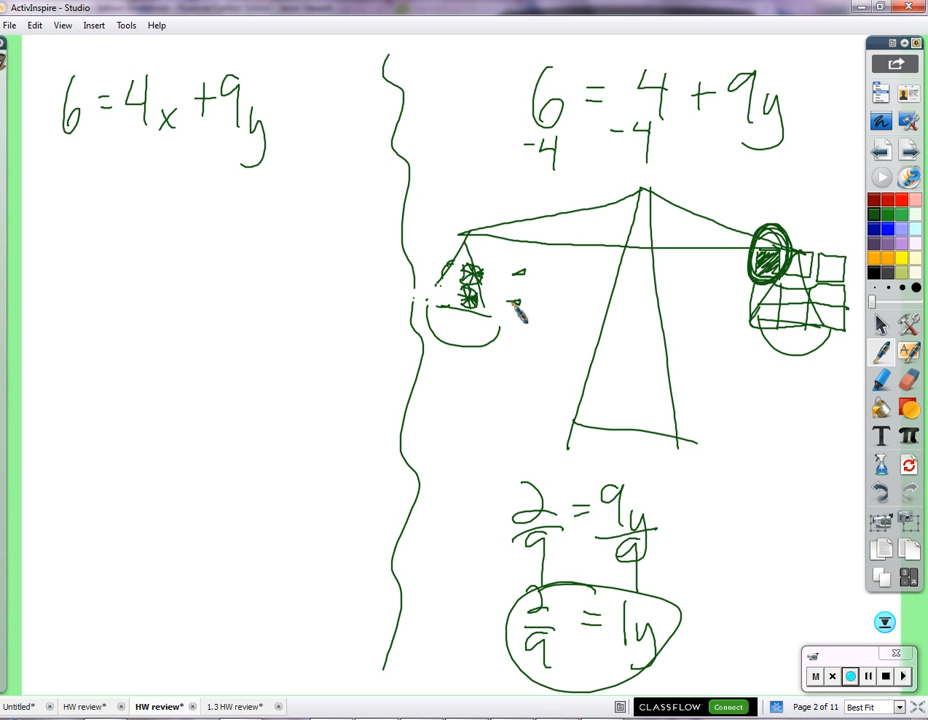 ActivInspire - Studio
File Edit View Insert Tools Help
6 = 4x + 9y
6 = 4 + 9y
-4 -4
2/9 = 9y/9
2/9 = 1y
T π
M
Untitled* HW review* HW review* 1.3 HW review*
CLASSFLOW Connect
Page 2 of 11 Best Fit